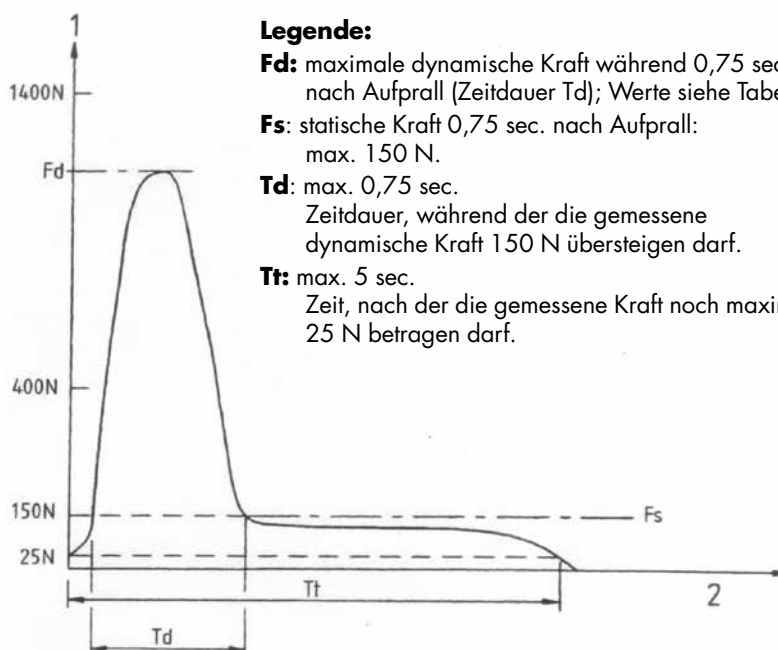 1
Legende:
Fd: maximale dynamische Kraft während 0,75 sec
nach Aufprall (Zeitdauer Td); Werte siehe
Fs: statische Kraft 0,75 sec. nach Aufprall:
max. 150 N.
Td: max. 0,75 sec.
Zeitdauer, während der die gemessene
dynamische Kraft 150 N übersteigen darf.
Tt: max. 5 sec.
Zeit, nach der die gemessene Kraft noch
25 N betragen darf.
1400N
Fd
400N
150N
Fs
25N
Tt
2
Td